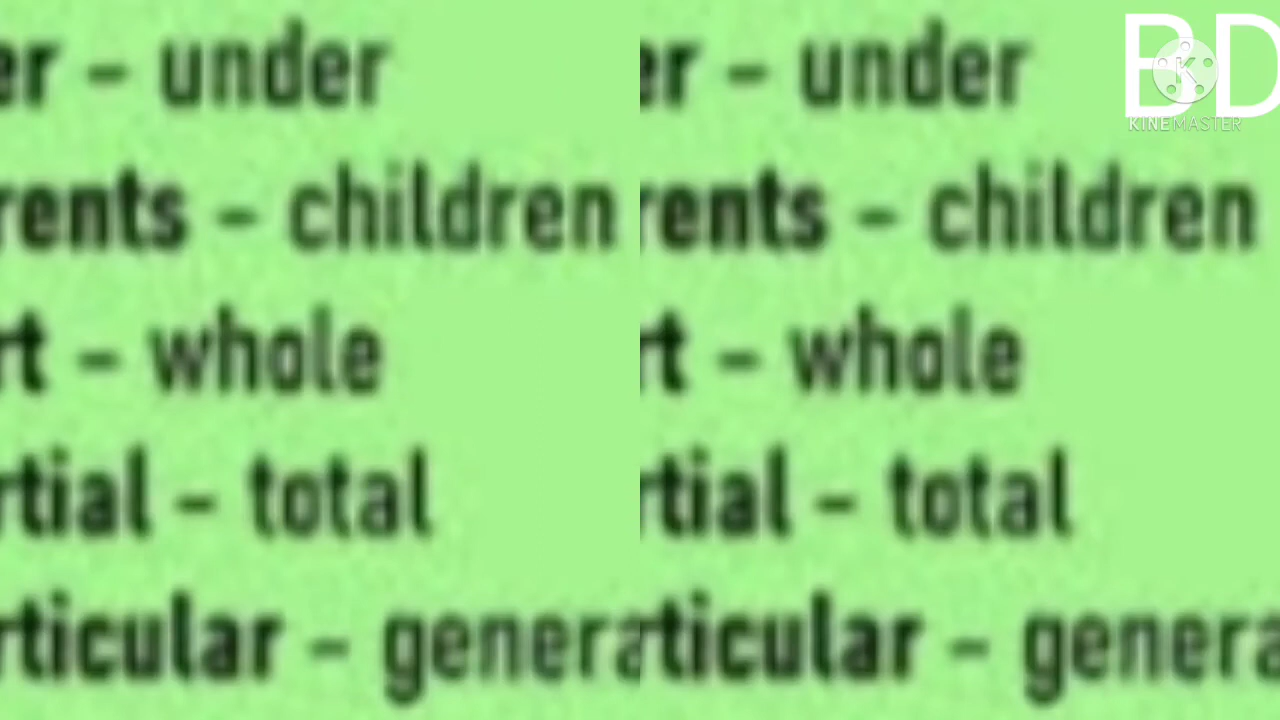 er – under er – under BD
KINEMASTER
rents – children rents – children
rt – whole rt – whole
rtial – total rtial – total
rticular – genera rticular – genera